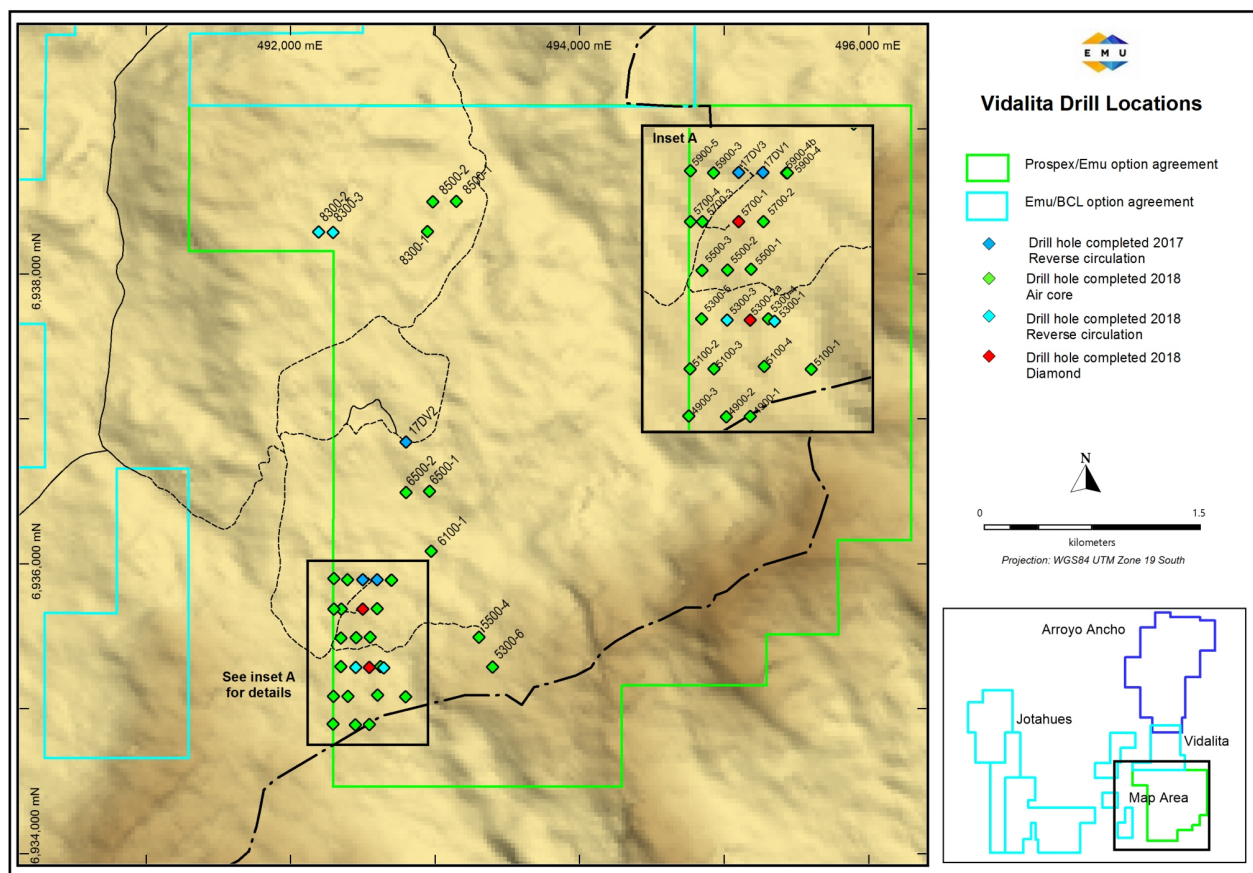 492,000 mE
494,000 mE
496,000 mE
6,938,000 mN
6,936,000 mN
6,934,000 mN
8300-2
8300-3
8500-2
8500-1
8300-1
17DV2
6500-2
6500-1
6100-1
5500-4
5300-6
See inset A
for details
Inset A
5900-5
5900-3
17DV3
17DV1
5900-4b
5900-4
5700-4
5700-3
5700-1
5700-2
5500-3
5500-2
5500-1
5300-5
5300-3
5300-2a
5300-4
5300-1
5100-2
5100-3
5100-4
5100-1
4900-3
4900-2
4900-1
EMU
Vidalita Drill Locations
Prospex/Emu option agreement
Emu/BCL option agreement
Drill hole completed 2017
Reverse circulation
Drill hole completed 2018
Air core
Drill hole completed 2018
Reverse circulation
Drill hole completed 2018
Diamond
N
0
1.5
kilometers
Projection: WGS84 UTM Zone 19 South
Arroyo Ancho
Jotahues
Vidalita
Map Area